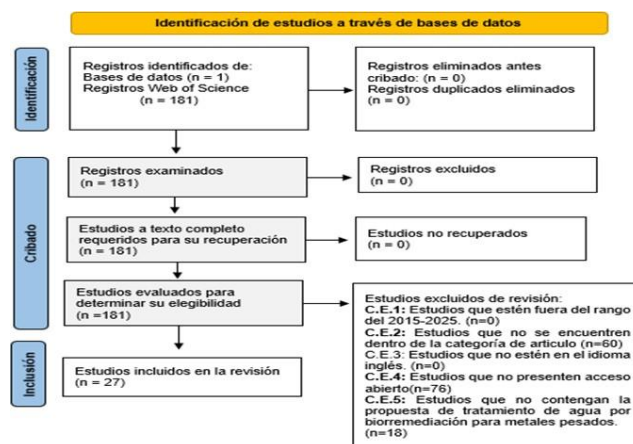 Identificación de estudios a través de bases de datos
Identificación
Registros identificados de:
Bases de datos (n = 1)
Registros Web of Science
(n = 181)
Registros eliminados antes
cribado: (n = 0)
Registros duplicados eliminados
(n = 0)
Cribado
Registros examinados
(n = 181)
Registros excluidos
(n = 0)
Estudios a texto completo
requeridos para su recuperación
(n = 181)
Estudios no recuperados
(n = 0)
Estudios evaluados para
determinar su elegibilidad
(n =181)
Estudios excluidos de revisión:
C.E.1: Estudios que estén fuera del rango
del 2015-2025. (n=0)
C.E.2: Estudios que no se encuentren
dentro de la categoría de articulo (n=60)
C.E.3: Estudios que no estén en el idioma
inglés. (n=0)
C.E.4: Estudios que no presenten acceso
abierto(n=76)
C.E.5: Estudios que no contengan la
propuesta de tratamiento de agua por
biorremediación para metales pesados.
(n=18)
Inclusión
Estudios incluidos en la revisión
(n = 27)